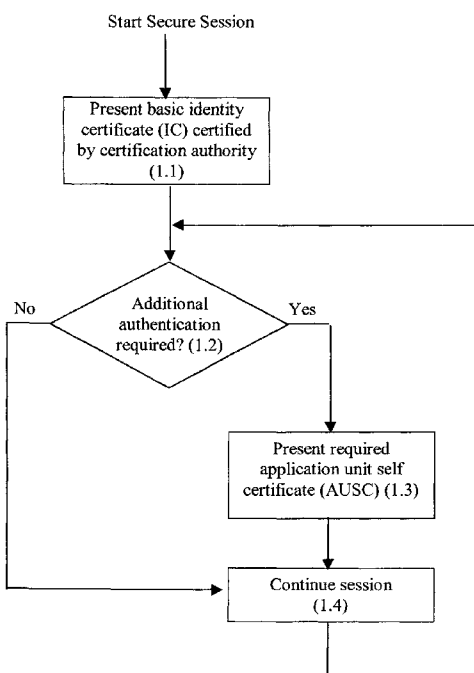 Start Secure Session
Present basic identity
certificate (IC) certified
by certification authority
(1.1)
No
Additional
authentication
required? (1.2)
Yes
Present required
application unit self
certificate (AUSC) (1.3)
Continue session
(1.4)